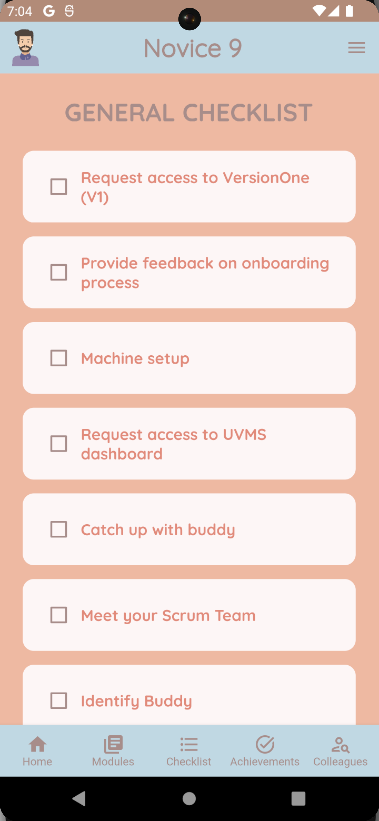 7:04
Novice 9
GENERAL CHECKLIST
Request access to VersionOne
(V1)
Provide feedback on onboarding
process
Machine setup
Request access to UVMS
dashboard
Catch up with buddy
Meet your Scrum Team
Identify Buddy
Home Modules Checklist Achievements Colleagues